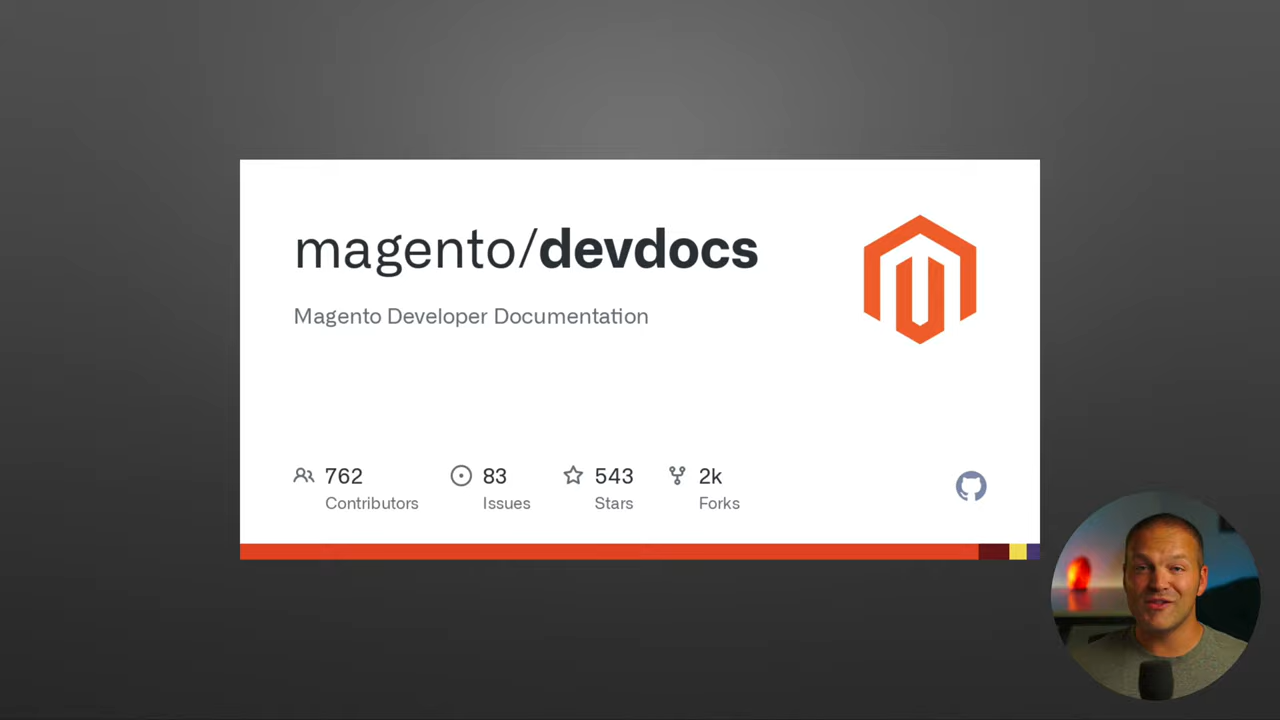 magento/devdocs
Magento Developer Documentation
762 83 543 2k
Contributors Issues Stars Forks